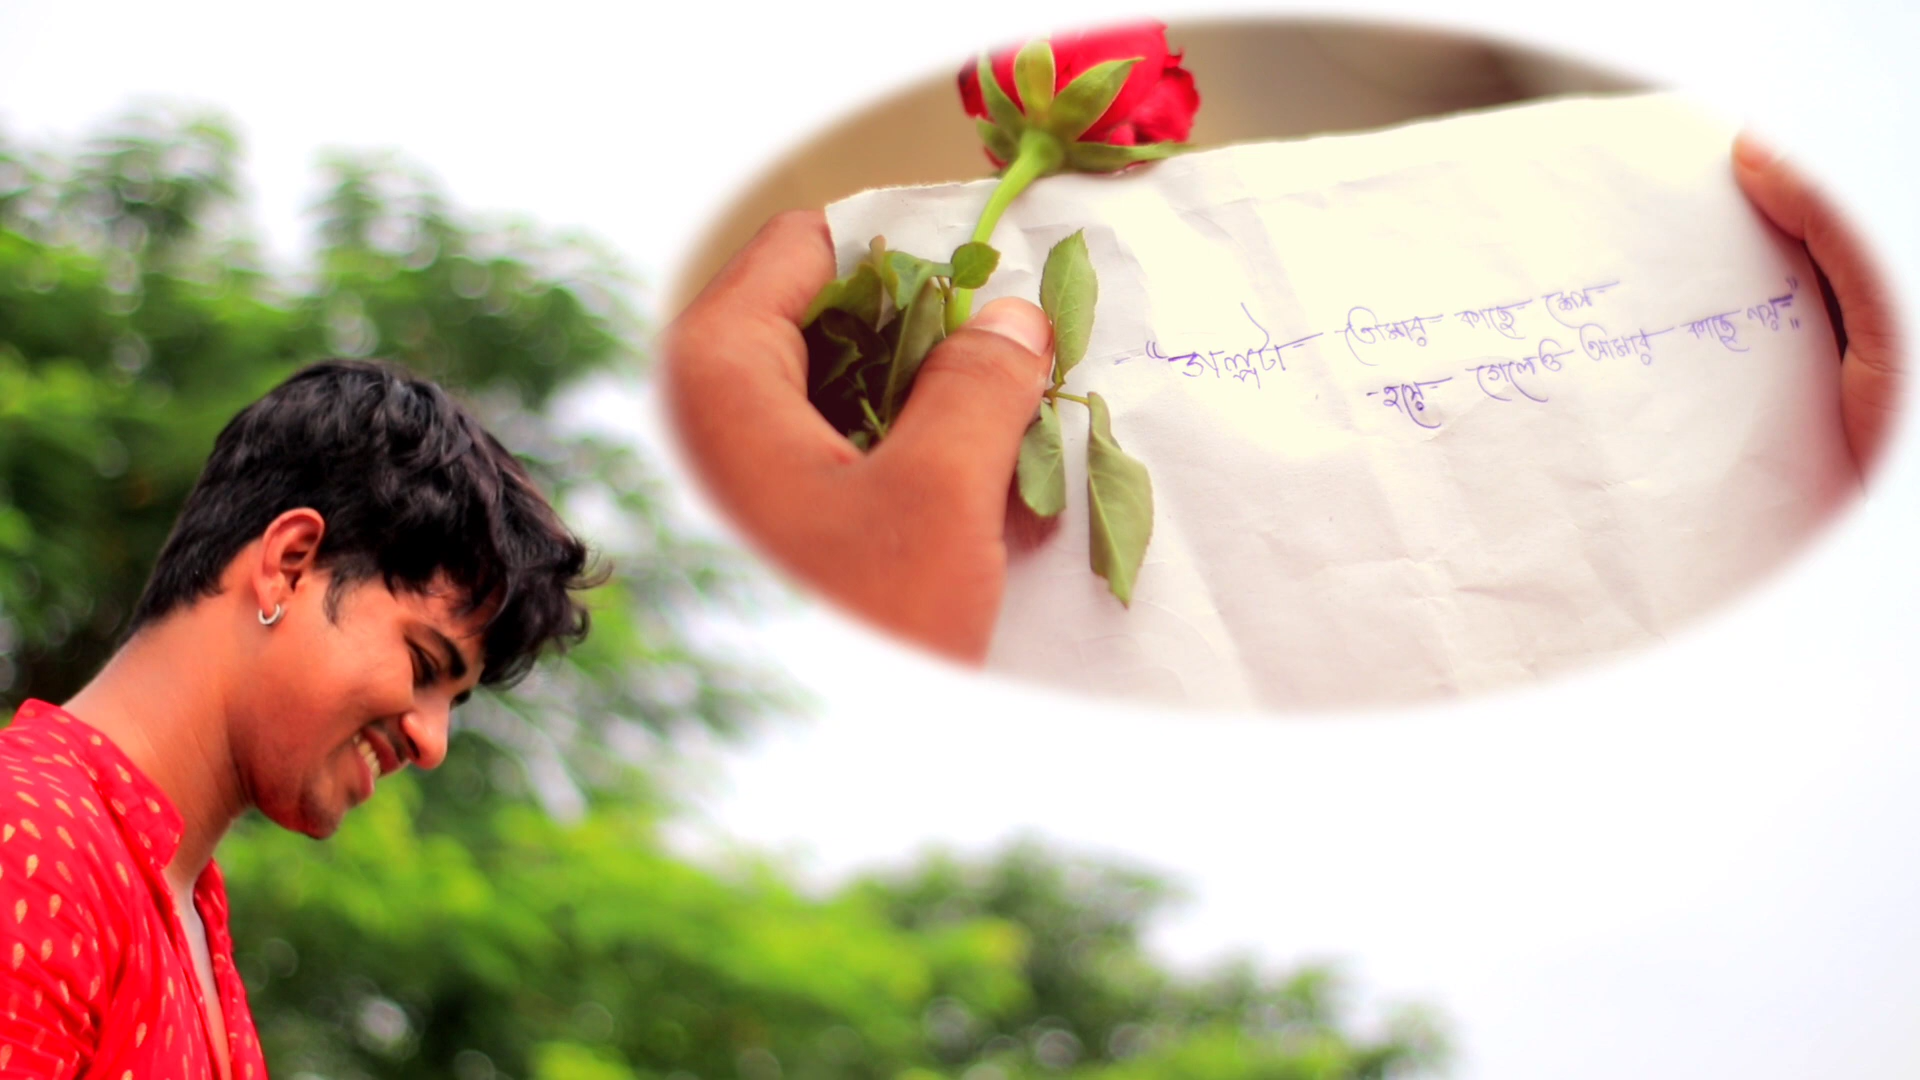 “গল্পটা তোমার কাছে শেষ
হয়ে গেলেও আমার কাছে নয়”